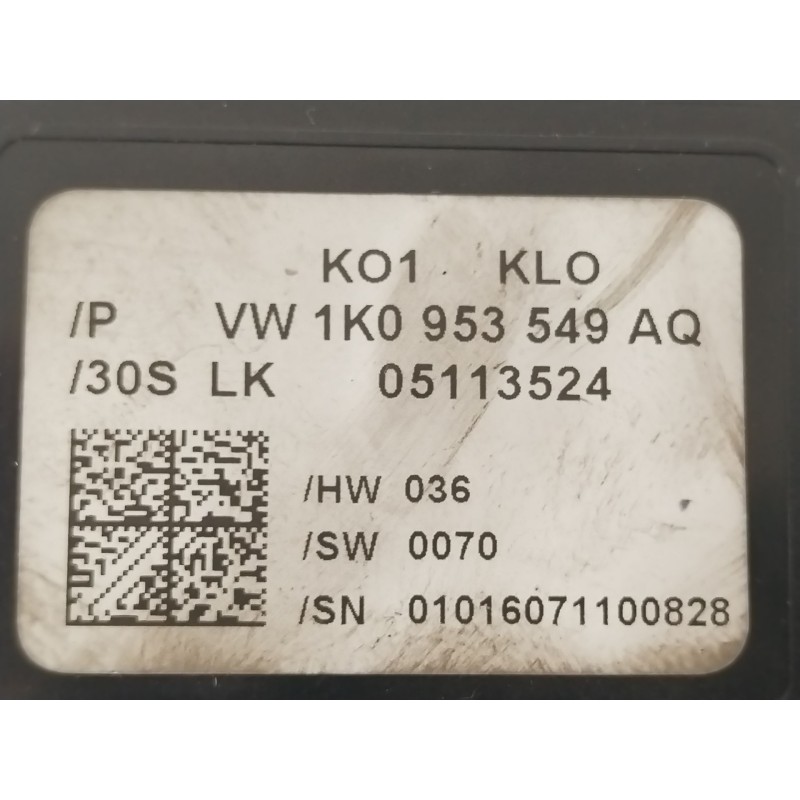 KO1 KLO
/P VW 1K0 953 549 AQ
/30S LK 05113524
/HW 036
/SW 0070
/SN 01016071100828